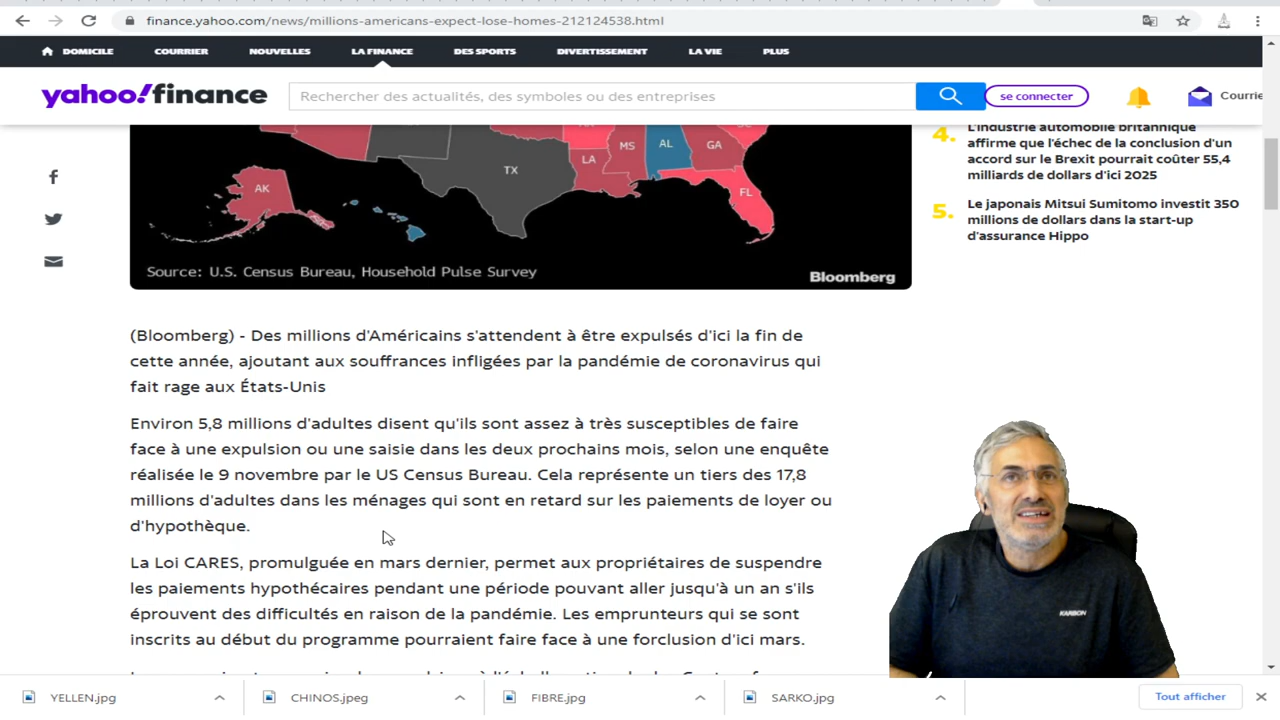 finance.yahoo.com/news/millions-americans-expect-lose-homes-212124538.html
DOMICILE COURRIER NOUVELLES LA FINANCE DES SPORTS DIVERTISSEMENT LA VIE PLUS
yahoo!finance
Rechercher des actualités, des symboles ou des entreprises
se connecter
Courrie
AL
MS
GA
LA
TX
AK
FL
Source: U.S. Census Bureau, Household Pulse Survey
Bloomberg
4. L'industrie automobile britannique
affirme que l'échec de la conclusion d'un
accord sur le Brexit pourrait coûter 55,4
milliards de dollars d'ici 2025
5. Le japonais Mitsui Sumitomo investit 350
millions de dollars dans la start-up
d'assurance Hippo
(Bloomberg) - Des millions d'Américains s'attendent à être expulsés d'ici la fin de
cette année, ajoutant aux souffrances infligées par la pandémie de coronavirus qui
fait rage aux États-Unis
Environ 5,8 millions d'adultes disent qu'ils sont assez à très susceptibles de faire
face à une expulsion ou une saisie dans les deux prochains mois, selon une enquête
réalisée le 9 novembre par le US Census Bureau. Cela représente un tiers des 17,8
millions d'adultes dans les ménages qui sont en retard sur les paiements de loyer ou
d'hypothèque.
La Loi CARES, promulguée en mars dernier, permet aux propriétaires de suspendre
les paiements hypothécaires pendant une période pouvant aller jusqu'à un an s'ils
éprouvent des difficultés en raison de la pandémie. Les emprunteurs qui se sont
inscrits au début du programme pourraient faire face à une forclusion d'ici mars.
KARBON
YELLEN.jpg
CHINOS.jpeg
FIBRE.jpg
SARKO.jpg
Tout afficher